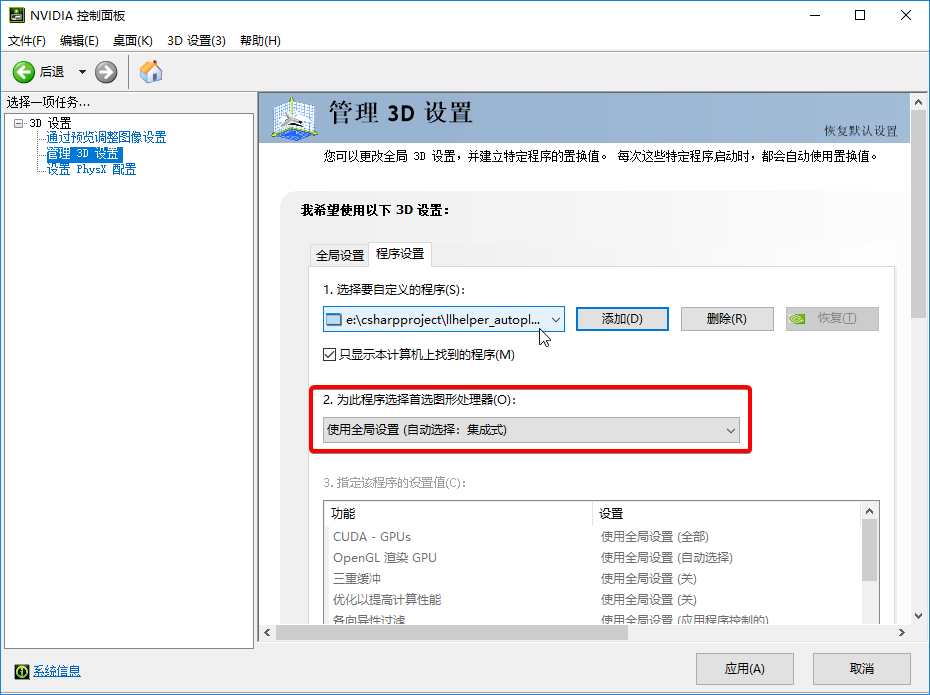 NVIDIA 控制面板
文件(F) 编辑(E) 桌面(K) 3D 设置(3) 帮助(H)
后退
选择一项任务...
3D 设置
通过预览调整图像设置
管理 3D 设置
设置 PhysX 配置
管理 3D 设置
恢复默认设置
您可以更改全局 3D 设置，并建立特定程序的置换值。 每次这些特定程序启动时，都会自动使用置换值。
我希望使用以下 3D 设置:
全局设置 程序设置
1. 选择要自定义的程序(S):
e:\csharpproject\llhelper_autopl... 添加(D) 删除(R) 恢复(T)
只显示本计算机上找到的程序(M)
2. 为此程序选择首选图形处理器(O):
使用全局设置 (自动选择: 集成式)
3. 指定该程序的设置值(C):
功能 设置
CUDA - GPUs 使用全局设置 (全部)
OpenGL 渲染 GPU 使用全局设置 (自动选择)
三重缓冲 使用全局设置 (关)
优化以提高计算性能 使用全局设置 (关)
各向异性过滤 使用全局设置 (应用程序控制的)
系统信息
应用(A) 取消